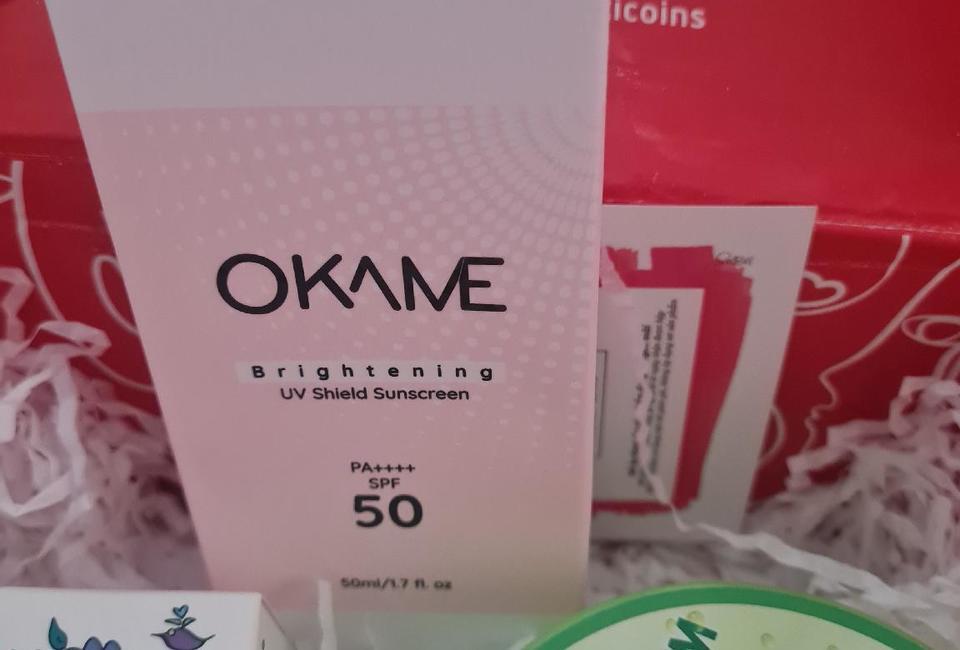 icoins
OKAME
Brightening
UV Shield Sunscreen
PA++++
SPF
50
50ml/1.7 fl. oz